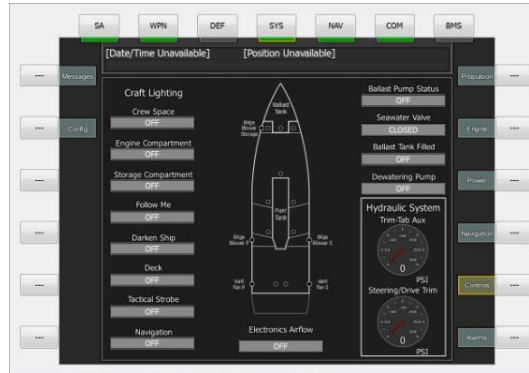 SA WPN DEF SYS NAV COM BMS
[Date/Time Unavailable] [Position Unavailable]
--- Messages
Propulsion ---
--- Config
Engine ---
---
Power ---
---
Navigation ---
---
Controls ---
---
Alarms ---
Craft Lighting
Crew Space
OFF
Engine Compartment
OFF
Storage Compartment
OFF
Follow Me
OFF
Darken Ship
OFF
Deck
OFF
Tactical Strobe
OFF
Navigation
OFF
Ballast
Tank
Bilge
Blower
Storage
Fuel
Tank
Bilge
Blower P
Bilge
Blower S
Vent
Fan P
Vent
Fan S
Electronics Airflow
OFF
Ballast Pump Status
OFF
Seawater Valve
CLOSED
Ballast Tank Filled
OFF
Dewatering Pump
OFF
Hydraulic System
Trim-Tab Aux
0
PSI
Steering/Drive Trim
0
PSI